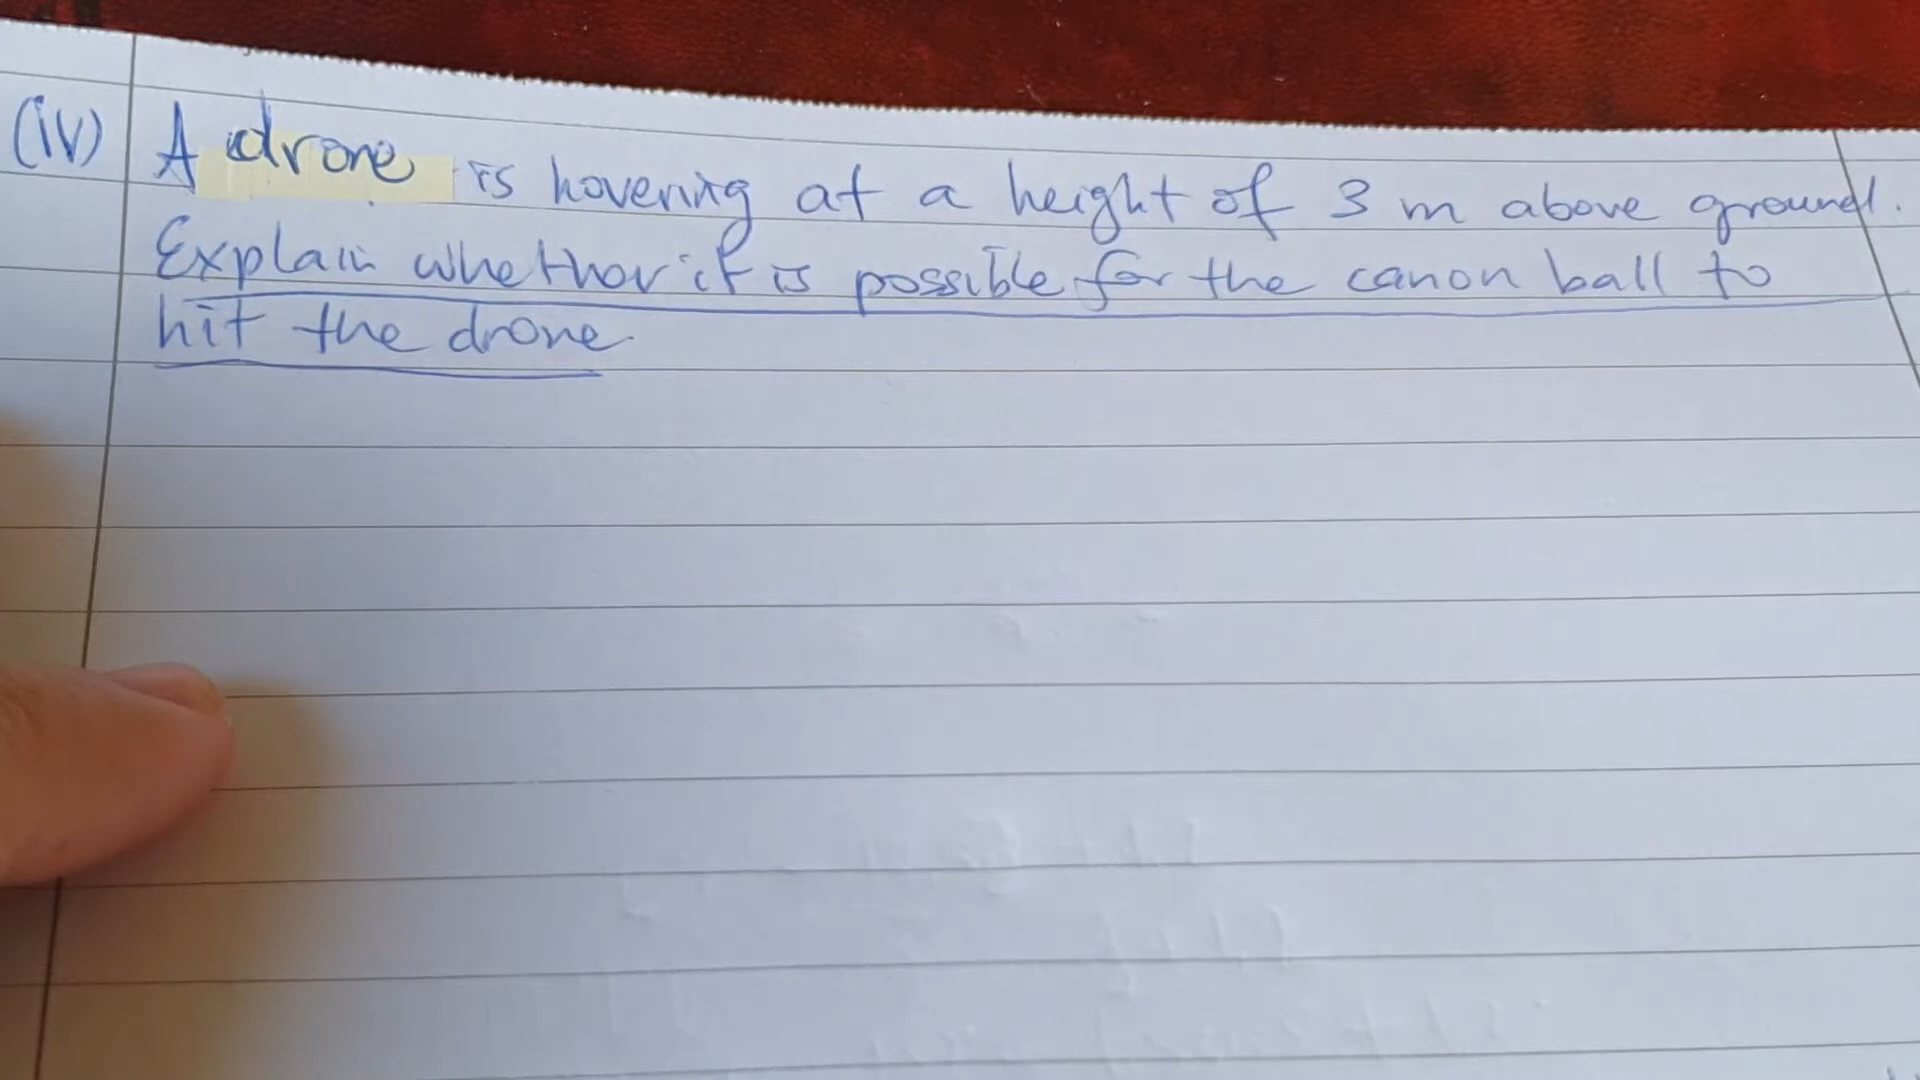 (iv) A drone is hovering at a height of 3 m above ground.
Explain whether it is possible for the canon ball to
hit the drone.